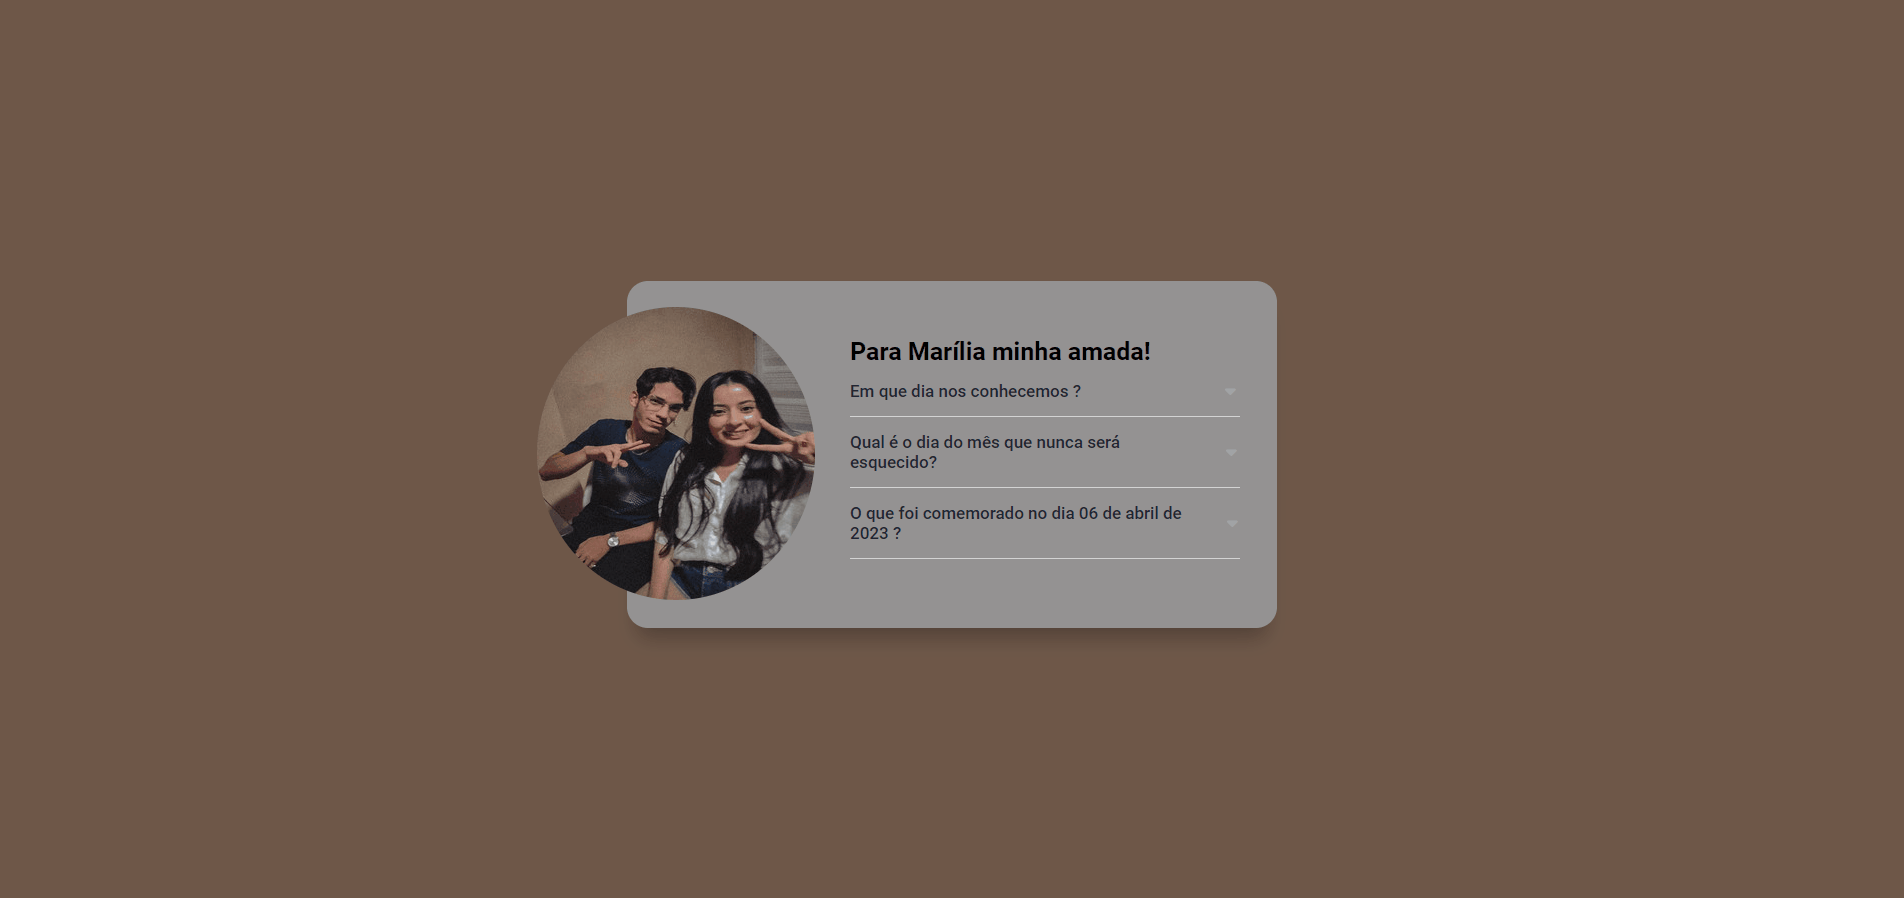 Para Marília minha amada!
Em que dia nos conhecemos ?
Qual é o dia do mês que nunca será
esquecido?
O que foi comemorado no dia 06 de abril de
2023 ?